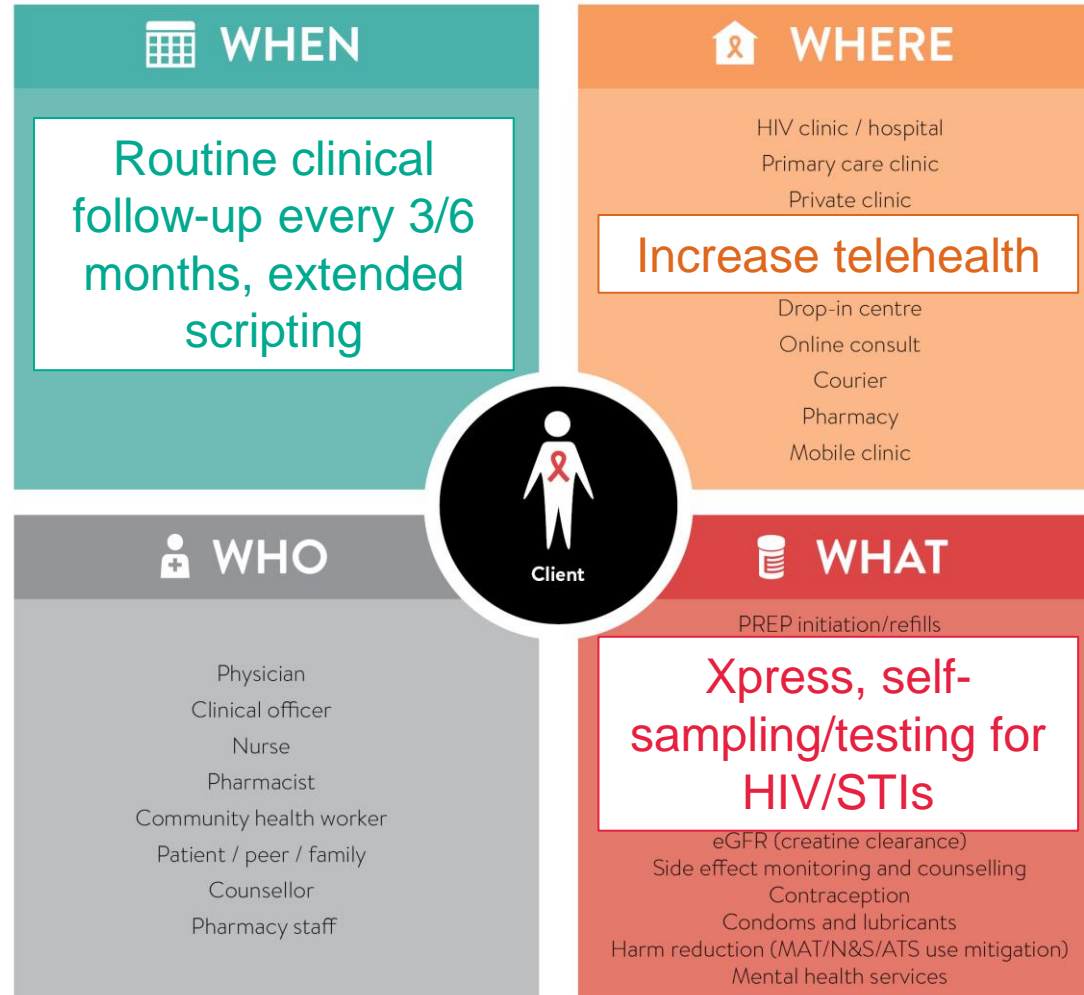 WHEN
Routine clinical
follow-up every 3/6
months, extended
scripting
WHERE
HIV clinic / hospital
Primary care clinic
Private clinic
Increase telehealth
Drop-in centre
Online consult
Courier
Pharmacy
Mobile clinic
Client
WHO
Physician
Clinical officer
Nurse
Pharmacist
Community health worker
Patient / peer / family
Counsellor
Pharmacy staff
WHAT
PREP initiation/refills
Xpress, self-
sampling/testing for
HIV/STIs
eGFR (creatine clearance)
Side effect monitoring and counselling
Contraception
Condoms and lubricants
Harm reduction (MAT/N&S/ATS use mitigation)
Mental health services